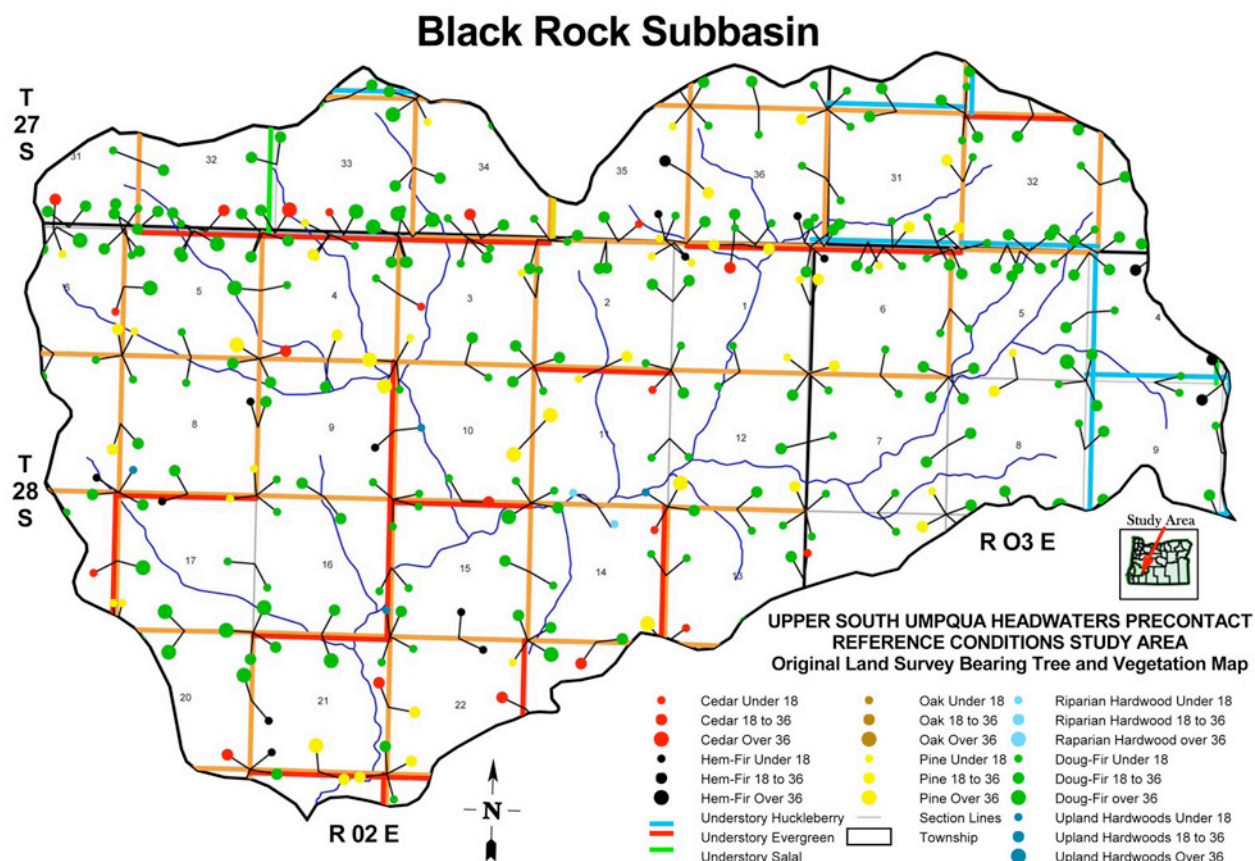 Black Rock Subbasin
T
27
S
31
32
33
34
35
36
31
32
6
5
4
3
2
1
6
5
4
8
9
10
11
12
7
8
9
T
28
S
17
16
15
14
13
R O3 E
Study Area
20
21
22
R 02 E
N
UPPER SOUTH UMPQUA HEADWATERS PRECONTACT
REFERENCE CONDITIONS STUDY AREA
Original Land Survey Bearing Tree and Vegetation Map
Cedar Under 18
Cedar 18 to 36
Cedar Over 36
Hem-Fir Under 18
Hem-Fir 18 to 36
Hem-Fir Over 36
Understory Huckleberry
Understory Evergreen
Understory Salal
Oak Under 18
Oak 18 to 36
Oak Over 36
Pine Under 18
Pine 18 to 36
Pine Over 36
Section Lines
Township
Riparian Hardwood Under 18
Riparian Hardwood 18 to 36
Raparian Hardwood over 36
Doug-Fir Under 18
Doug-Fir 18 to 36
Doug-Fir over 36
Upland Hardwoods Under 18
Upland Hardwoods 18 to 36
Upland Hardwoods Over 36